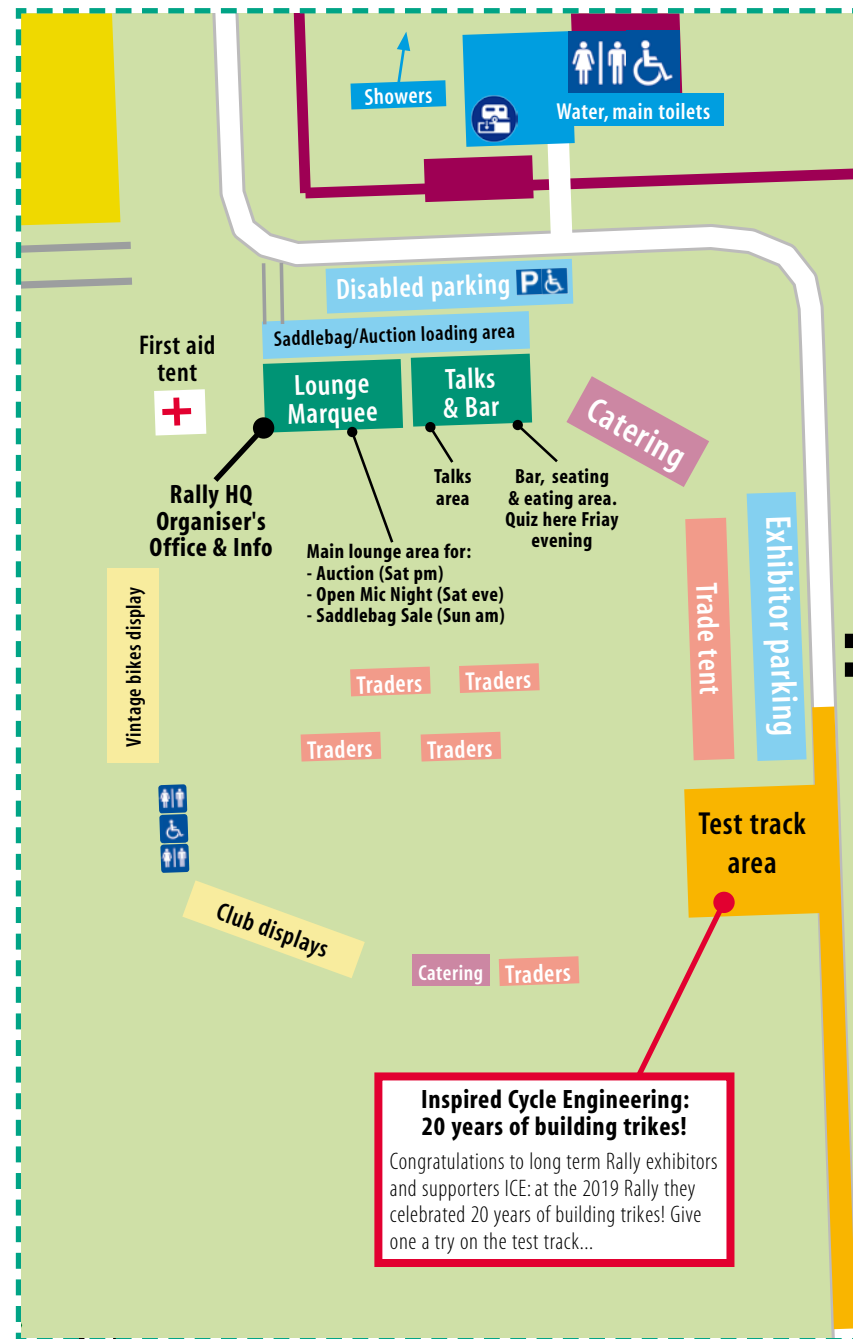 Showers
Water, main toilets
Disabled parking P
Saddlebag/Auction loading area
First aid
tent
Lounge
Marquee
Talks
& Bar
Catering
Rally HQ
Organiser's
Office & Info
Talks
area
Bar, seating
& eating area.
Quiz here Friay
evening
Main lounge area for:
- Auction (Sat pm)
- Open Mic Night (Sat eve)
- Saddlebag Sale (Sun am)
Exhibitor parking
Trade tent
Vintage bikes display
Traders
Traders
Traders
Traders
Test track
area
Club displays
Catering
Traders
Inspired Cycle Engineering:
20 years of building trikes!
Congratulations to long term Rally exhibitors
and supporters ICE: at the 2019 Rally they
celebrated 20 years of building trikes! Give
one a try on the test track...